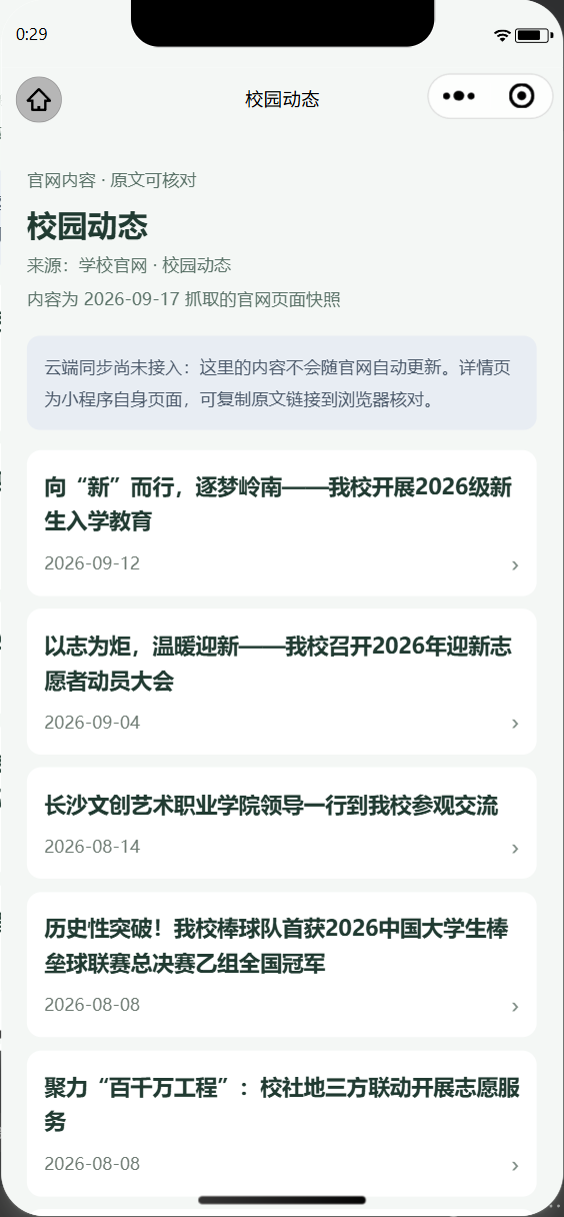 0:29
校园动态
官网内容 · 原文可核对
校园动态
来源：学校官网 · 校园动态
内容为 2026-09-17 抓取的官网页面快照
云端同步尚未接入：这里的内容不会随官网自动更新。详情页
为小程序自身页面，可复制原文链接到浏览器核对。
向“新”而行，逐梦岭南——我校开展2026级新
生入学教育
2026-09-12
以志为炬，温暖迎新——我校召开2026年迎新志
愿者动员大会
2026-09-04
长沙文创艺术职业学院领导一行到我校参观交流
2026-08-14
历史性突破！我校棒球队首获2026中国大学生棒
垒球联赛总决赛乙组全国冠军
2026-08-08
聚力“百千万工程”：校社地三方联动开展志愿服
务
2026-08-08